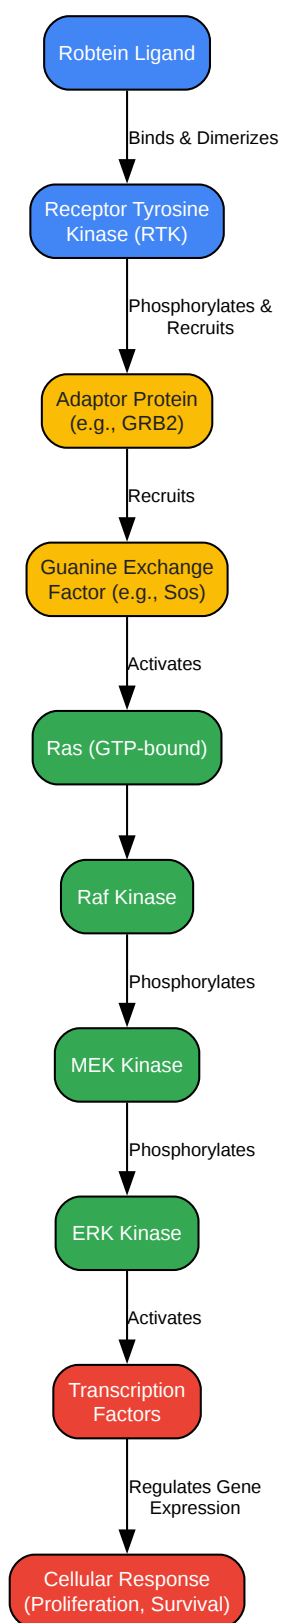 Robtein Ligand
Binds & Dimerizes
Receptor Tyrosine
Kinase (RTK)
Phosphorylates &
Recruits
Adaptor Protein
(e.g., GRB2)
Recruits
Guanine Exchange
Factor (e.g., Sos)
Activates
Ras (GTP-bound)
Raf Kinase
Phosphorylates
MEK Kinase
Phosphorylates
ERK Kinase
Activates
Transcription
Factors
Regulates Gene
Expression
Cellular Response
(Proliferation, Survival)